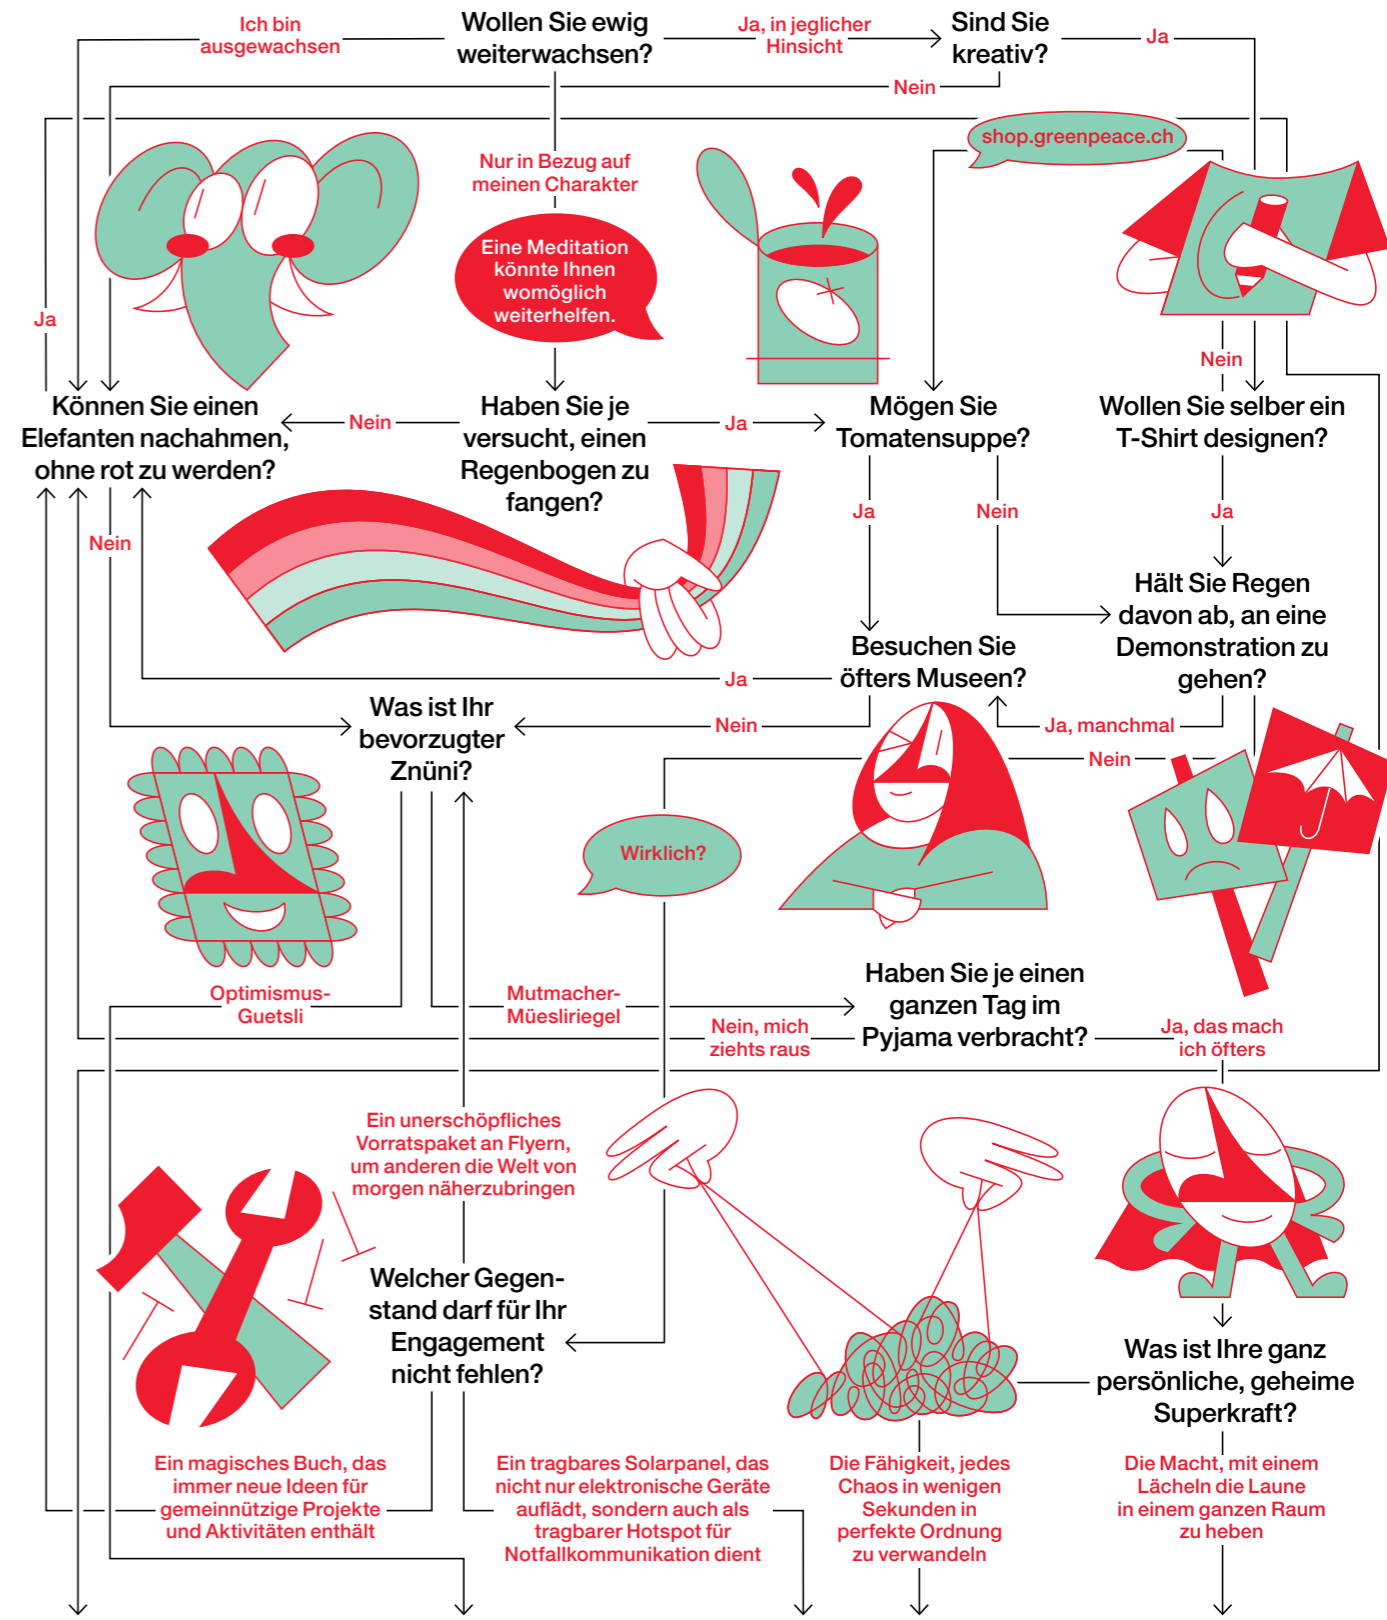 Ich bin
ausgewachsen
Wollen Sie ewig
weiterwachsen?
Ja, in jeglicher
Hinsicht
Sind Sie
kreativ?
Ja
Nein
shop.greenpeace.ch
Nur in Bezug auf
meinen Charakter
Eine Meditation
könnte Ihnen
womöglich
weiterhelfen.
Ja
Nein
Können Sie einen
Elefanten nachahmen,
ohne rot zu werden?
Nein
Haben Sie je
versucht, einen
Regenbogen zu
fangen?
Ja
Mögen Sie
Tomatensuppe?
Wollen Sie selber ein
T-Shirt designen?
Nein
Ja
Nein
Ja
Hält Sie Regen
davon ab, an eine
Demonstration zu
gehen?
Besuchen Sie
öfters Museen?
Ja
Was ist Ihr
bevorzugter
Znüni?
Nein
Ja, manchmal
Nein
Wirklich?
Haben Sie je einen
ganzen Tag im
Pyjama verbracht?
Optimismus-
Guetsli
Mutmacher-
Müesliriegel
Nein, mich
ziehts raus
Ja, das mach
ich öfters
Ein unerschöpfliches
Vorratspaket an Flyern,
um anderen die Welt von
morgen näherzubringen
Welcher Gegen-
stand darf für Ihr
Engagement
nicht fehlen?
Was ist Ihre ganz
persönliche, geheime
Superkraft?
Ein magisches Buch, das
immer neue Ideen für
gemeinnützige Projekte
und Aktivitäten enthält
Ein tragbares Solarpanel, das
nicht nur elektronische Geräte
auflädt, sondern auch als
tragbarer Hotspot für
Notfallkommunikation dient
Die Fähigkeit, jedes
Chaos in wenigen
Sekunden in
perfekte Ordnung
zu verwandeln
Die Macht, mit einem
Lächeln die Laune
in einem ganzen Raum
zu heben